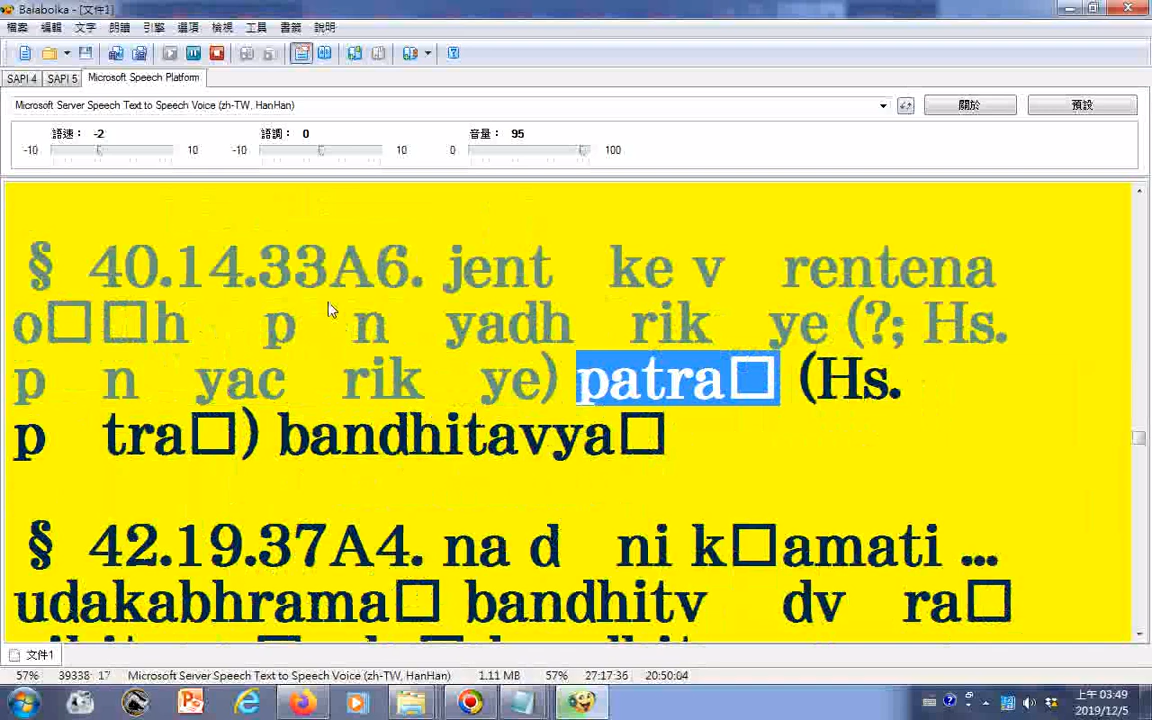 Balabolka - [文件1]
檔案 編輯 文字 朗讀 引擎 選項 檢視 工具 書籤 說明
SAPI 4 SAPI 5 Microsoft Speech Platform
Microsoft Server Speech Text to Speech Voice (zh-TW, HanHan) 關於 預設
語速： -2 語調： 0 音量： 95
-10 10 -10 10 0 100
§ 40.14.33A6. jent ke v rentena
o□□h p n yadh rik ye (?; Hs.
p n yac rik ye) patra□ (Hs.
p tra□) bandhitavya□
§ 42.19.37A4. na d ni k□amati ...
udakabhrama□ bandhitv dv ra□
文件1
57% 39338: 17 Microsoft Server Speech Text to Speech Voice (zh-TW, HanHan) 1.11 MB 57% 27:17:36 20:50:04
上午 03:49
2019/12/5